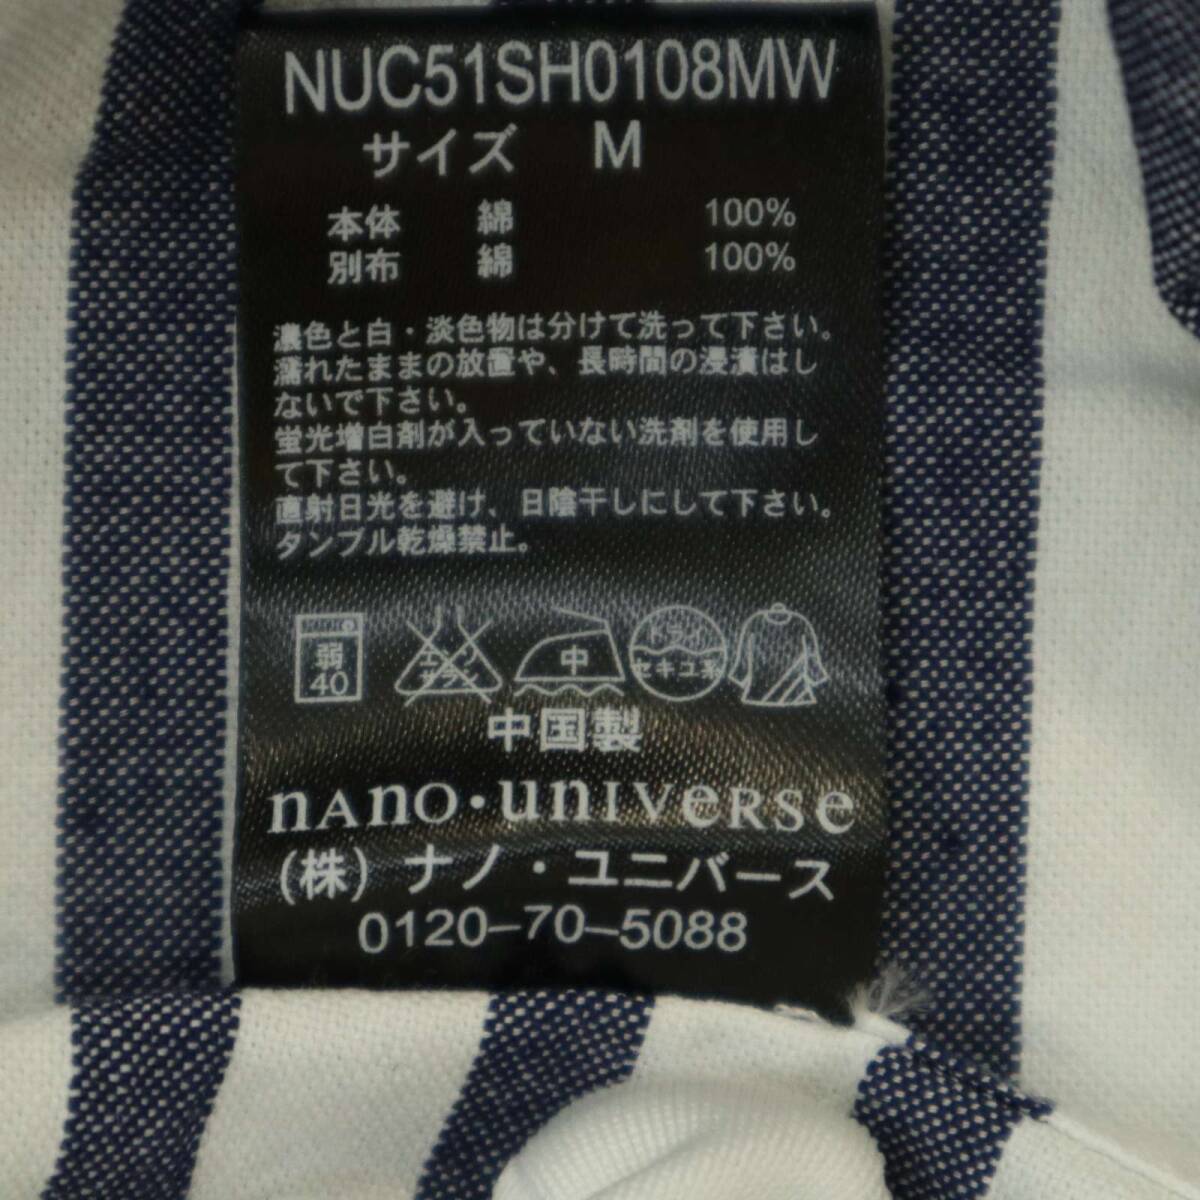 NUC51SH0108MW
サイズ M
本体 綿 100%
別布 綿 100%
濃色と白・淡色物は分けて洗って下さい。
濡れたままの放置や、長時間の浸漬はし
ないで下さい。
蛍光増白剤が入っていない洗剤を使用し
て下さい。
直射日光を避け、日陰干しにして下さい。
タンブル乾燥禁止。
弱 エンソ 中 ドライ
40 サラシ セキユ系
中国製
nano・universe
(株)ナノ・ユニバース
0120-70-5088